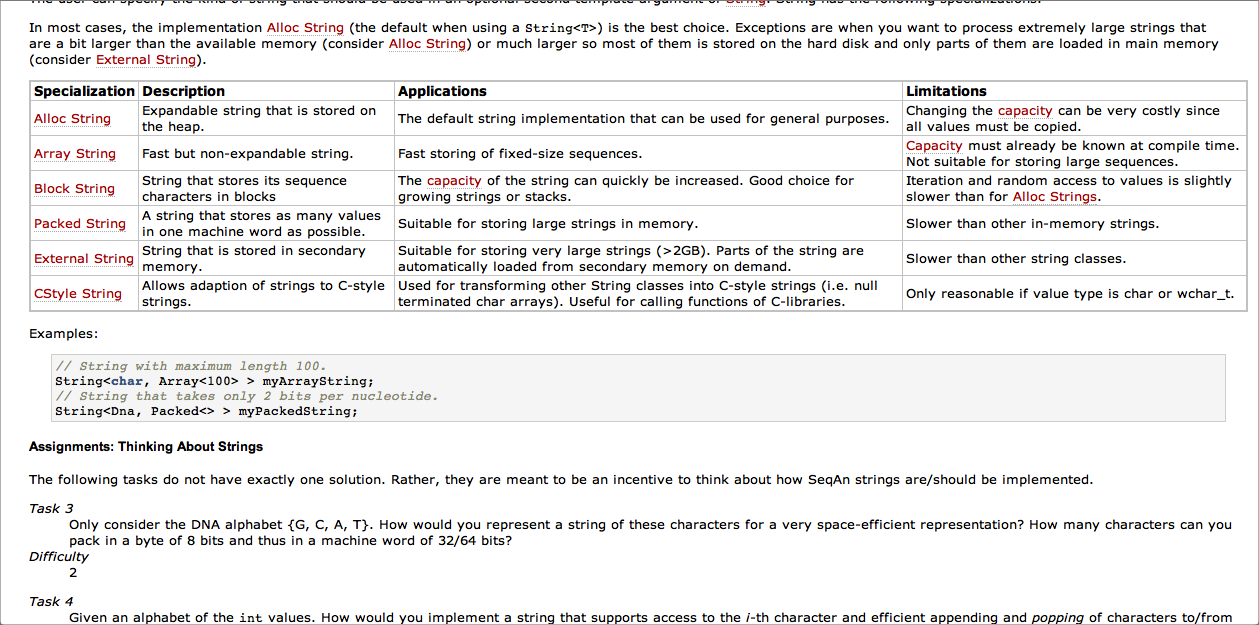 In most cases, the implementation Alloc String (the default when using a String<T>) is the best choice. Exceptions are when you want to process extremely large strings that
are a bit larger than the available memory (consider Alloc String) or much larger so most of them is stored on the hard disk and only parts of them are loaded in main memory
(consider External String).
Specialization Description Applications Limitations
Alloc String
Expandable string that is stored on
the heap.
The default string implementation that can be used for general purposes.
Changing the capacity can be very costly since
all values must be copied.
Array String
Fast but non-expandable string.
Fast storing of fixed-size sequences.
Capacity must already be known at compile time.
Not suitable for storing large sequences.
Block String
String that stores its sequence
characters in blocks
The capacity of the string can quickly be increased. Good choice for
growing strings or stacks.
Iteration and random access to values is slightly
slower than for Alloc Strings.
Packed String
A string that stores as many values
in one machine word as possible.
Suitable for storing large strings in memory.
Slower than other in-memory strings.
External String
String that is stored in secondary
memory.
Suitable for storing very large strings (>2GB). Parts of the string are
automatically loaded from secondary memory on demand.
Slower than other string classes.
CStyle String
Allows adaption of strings to C-style
strings.
Used for transforming other String classes into C-style strings (i.e. null
terminated char arrays). Useful for calling functions of C-libraries.
Only reasonable if value type is char or wchar_t.
Examples:
// String with maximum length 100.
String<char, Array<100> > myArrayString;
// String that takes only 2 bits per nucleotide.
String<Dna, Packed<> > myPackedString;
Assignments: Thinking About Strings
The following tasks do not have exactly one solution. Rather, they are meant to be an incentive to think about how SeqAn strings are/should be implemented.
Task 3
Only consider the DNA alphabet {G, C, A, T}. How would you represent a string of these characters for a very space-efficient representation? How many characters can you
pack in a byte of 8 bits and thus in a machine word of 32/64 bits?
Difficulty
2
Task 4
Given an alphabet of the int values. How would you implement a string that supports access to the i-th character and efficient appending and popping of characters to/from